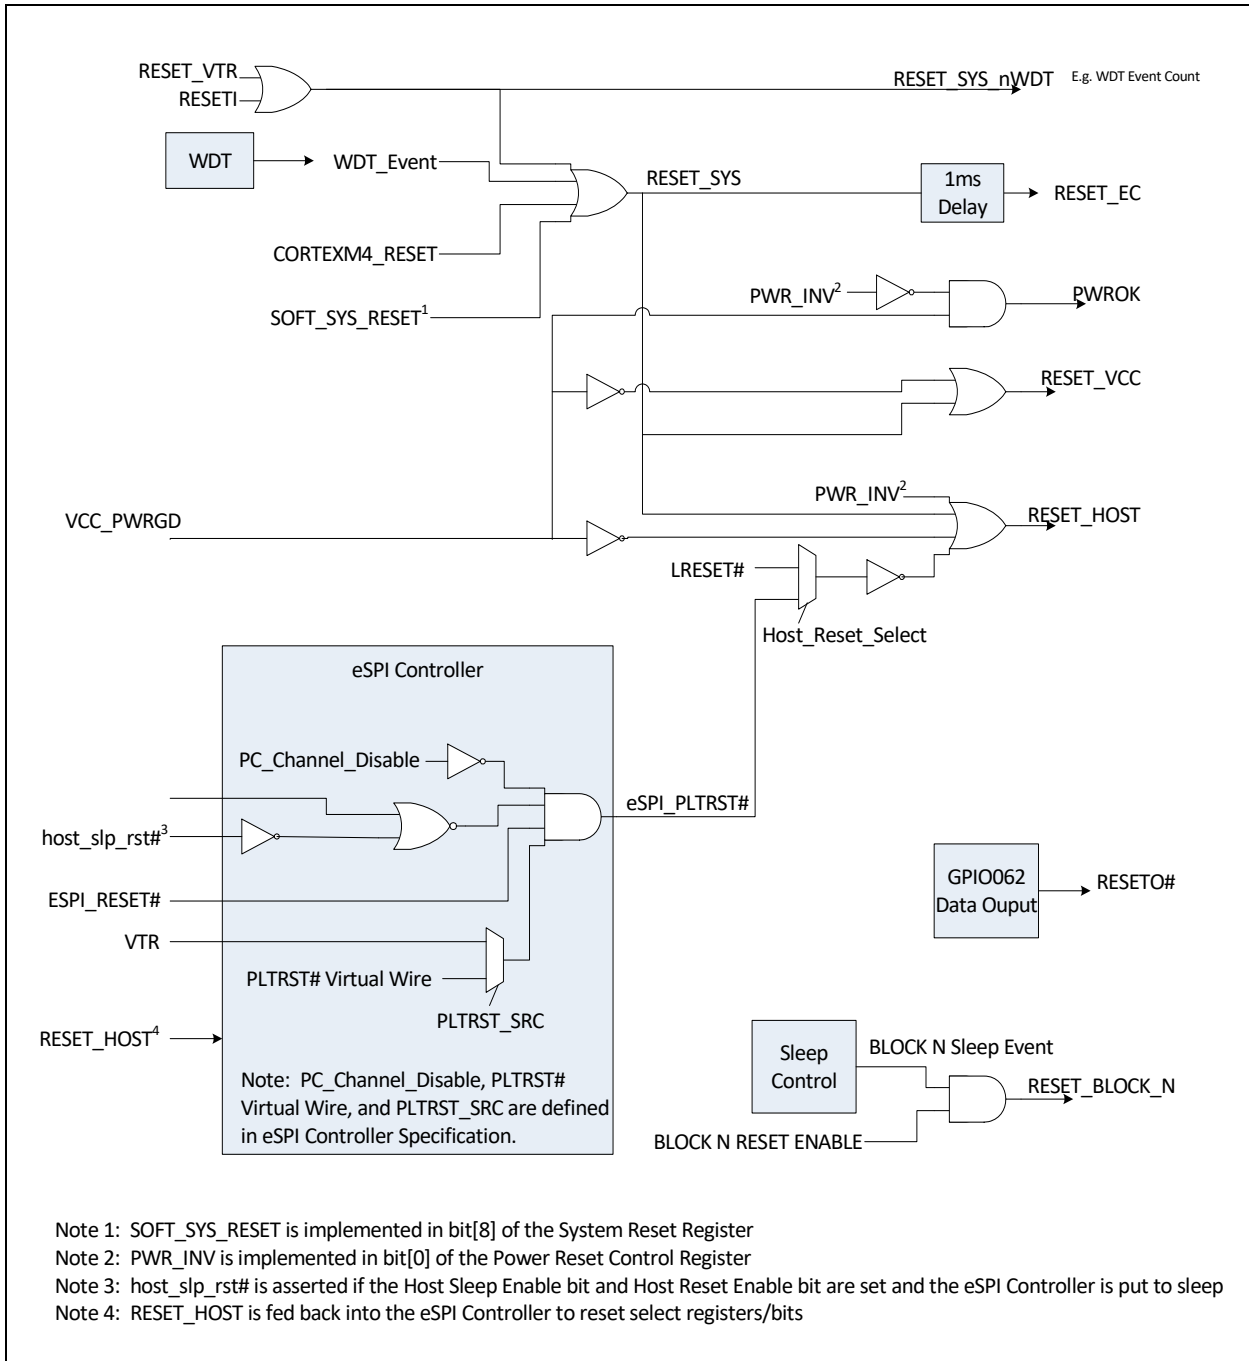 RESET_VTR
RESETI
RESET_SYS_nWDT
E.g. WDT Event Count
WDT
WDT_Event
RESET_SYS
1ms
Delay
RESET_EC
CORTEXM4_RESET
SOFT_SYS_RESET1
PWR_INV2
PWROK
RESET_VCC
PWR_INV2
VCC_PWRGD
RESET_HOST
LRESET#
Host_Reset_Select
eSPI Controller
PC_Channel_Disable
eSPI_PLTRST#
host_slp_rst#3
GPIO062
Data Ouput
RESETO#
ESPI_RESET#
VTR
PLTRST# Virtual Wire
PLTRST_SRC
RESET_HOST4
Sleep
Control
BLOCK N Sleep Event
RESET_BLOCK_N
BLOCK N RESET ENABLE
Note: PC_Channel_Disable, PLTRST#
Virtual Wire, and PLTRST_SRC are defined
in eSPI Controller Specification.
Note 1: SOFT_SYS_RESET is implemented in bit[8] of the System Reset Register
Note 2: PWR_INV is implemented in bit[0] of the Power Reset Control Register
Note 3: host_slp_rst# is asserted if the Host Sleep Enable bit and Host Reset Enable bit are set and the eSPI Controller is put to sleep
Note 4: RESET_HOST is fed back into the eSPI Controller to reset select registers/bits